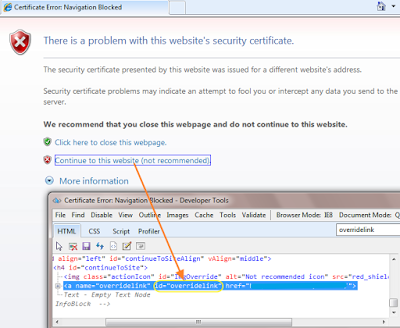 Certificate Error: Navigation Blocked
There is a problem with this website's security certificate.
The security certificate presented by this website was issued for a different website's address.
Security certificate problems may indicate an attempt to fool you or intercept any data you send to the
server.
We recommend that you close this webpage and do not continue to this website.
Click here to close this webpage.
Continue to this website (not recommended).
More information
Certificate Error: Navigation Blocked - Developer Tools
File Find Disable View Outline Images Cache Tools Validate Browser Mode: IE8 Document Mode: Q
HTML CSS Script Profiler overridelink
align="left" id="continueToSiteAlign" vAlign="middle">
<h4 id="continueToSite">
<img class="actionIcon" id= Override" alt="Not recommended icon" src="red_shiel
<a name="overridelink" id="overridelink" href=" ">
Text - Empty Text Node
InfoBlock -->